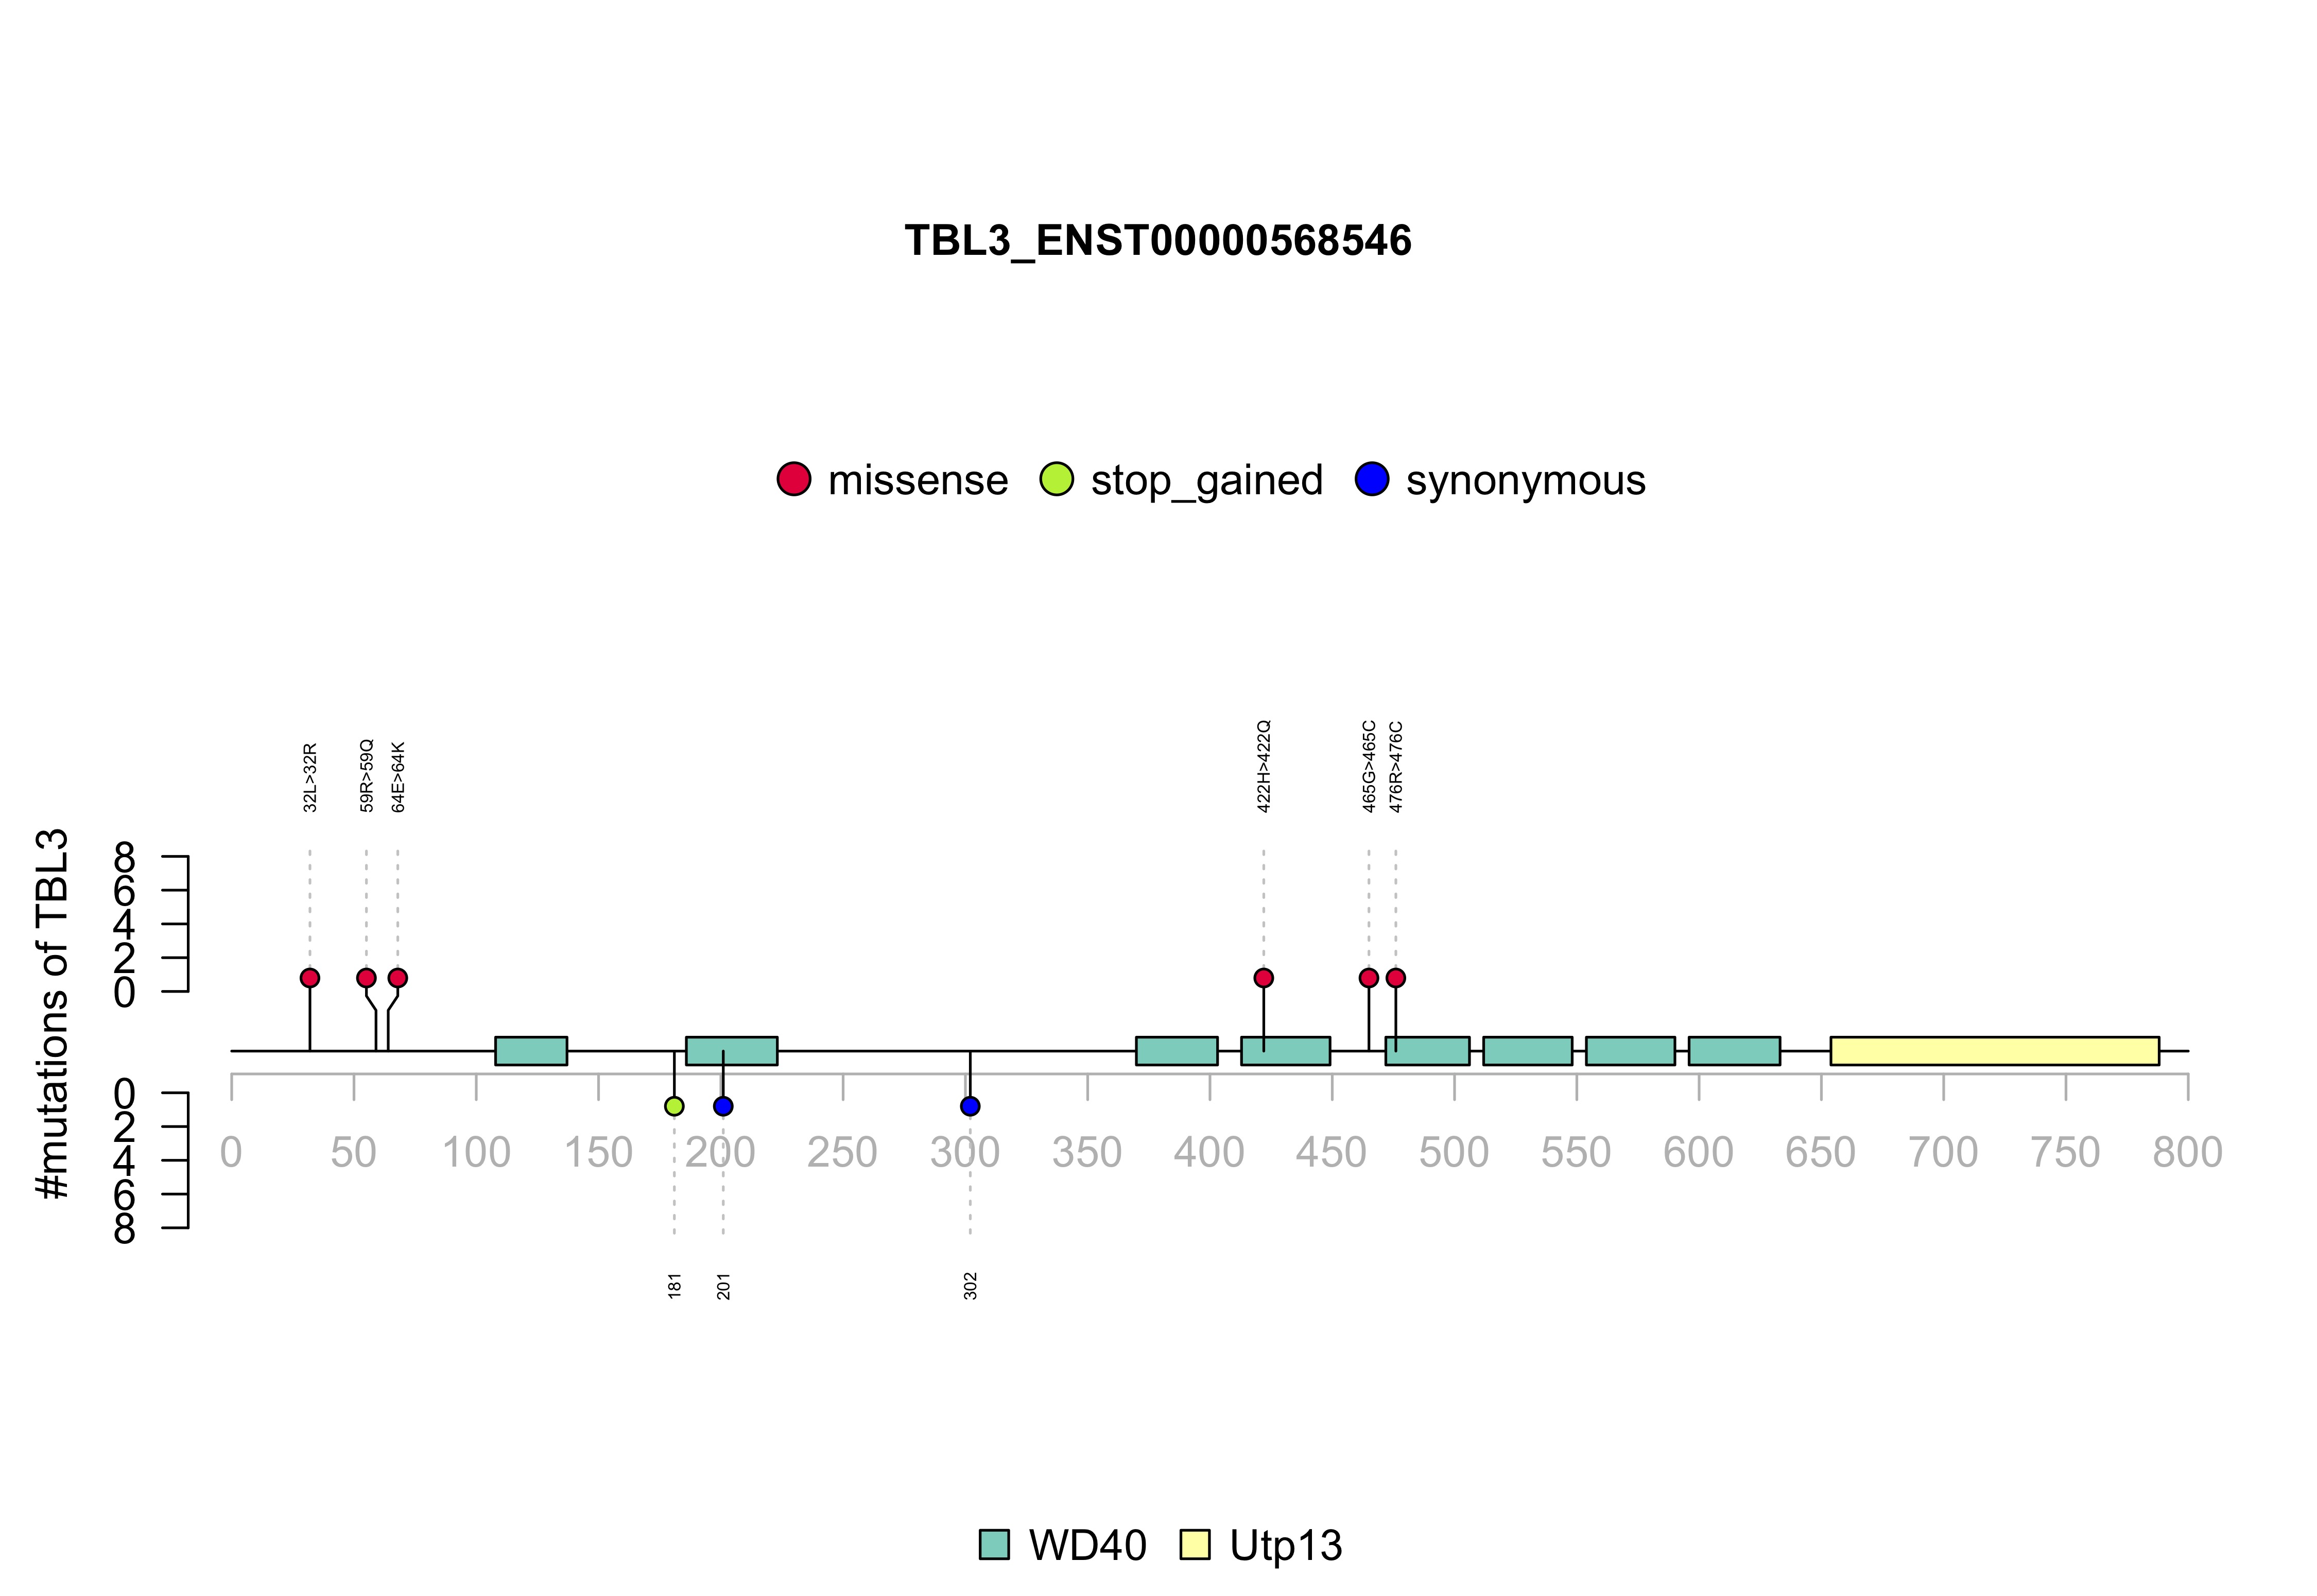 TBL3_ENST00000568546
missense stop_gained synonymous
32L>32R 59R>59Q 64E>64K 422H>422Q 465G>465C 476R>476C
#mutations of TBL3
8
6
4
2
0
0
2
4
6
8
0 50 100 150 200 250 300 350 400 450 500 550 600 650 700 750 800
181 201 302
WD40 Utp13